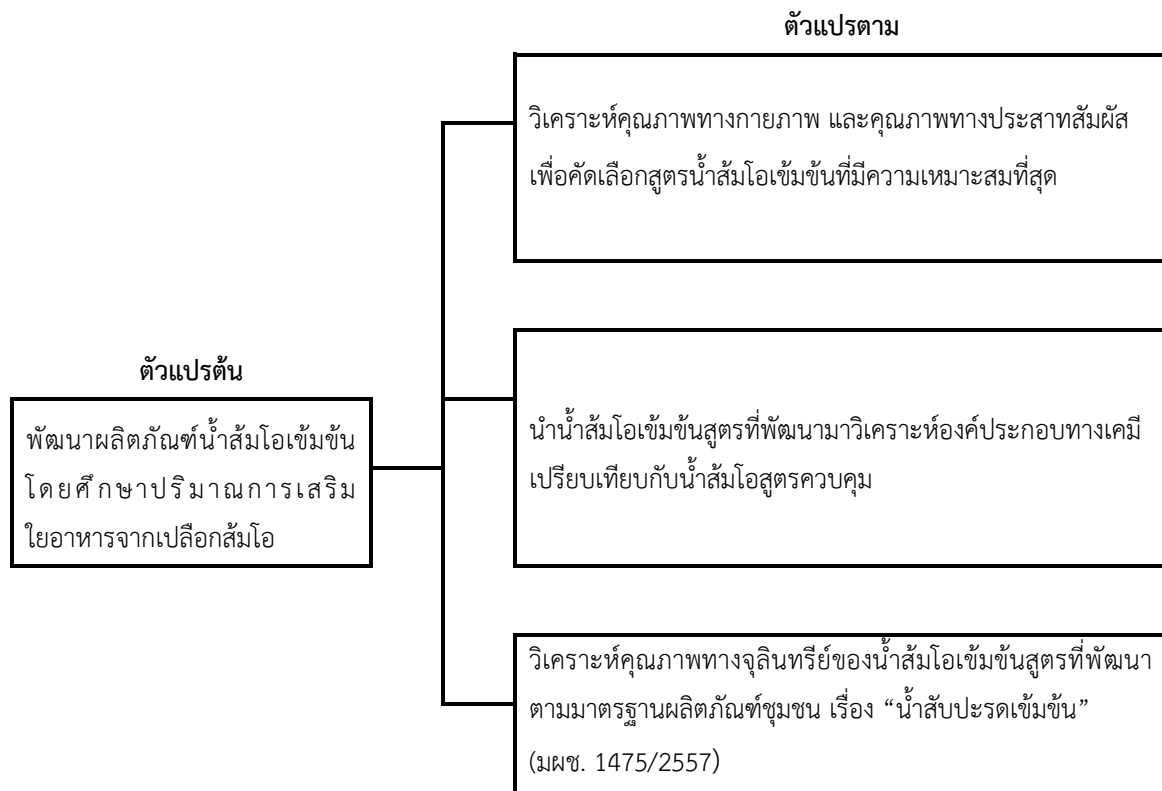 ตัวแปรตาม
วิเคราะห์คุณภาพทางกายภาพ และคุณภาพทางประสาทสัมผัส
เพื่อคัดเลือกสูตรน้ำส้มโอเข้มข้นที่มีความเหมาะสมที่สุด
ตัวแปรต้น
พัฒนาผลิตภัณฑ์น้ำส้มโอเข้มข้น
โดยศึกษาปริมาณการเสริม
ใยอาหารจากเปลือกส้มโอ
นำน้ำส้มโอเข้มข้นสูตรที่พัฒนามาวิเคราะห์องค์ประกอบทางเคมี
เปรียบเทียบกับน้ำส้มโอสูตรควบคุม
วิเคราะห์คุณภาพทางจุลินทรีย์ของน้ำส้มโอเข้มข้นสูตรที่พัฒนา
ตามมาตรฐานผลิตภัณฑ์ชุมชน เรื่อง “น้ำสับปะรดเข้มข้น”
(มผช. 1475/2557)